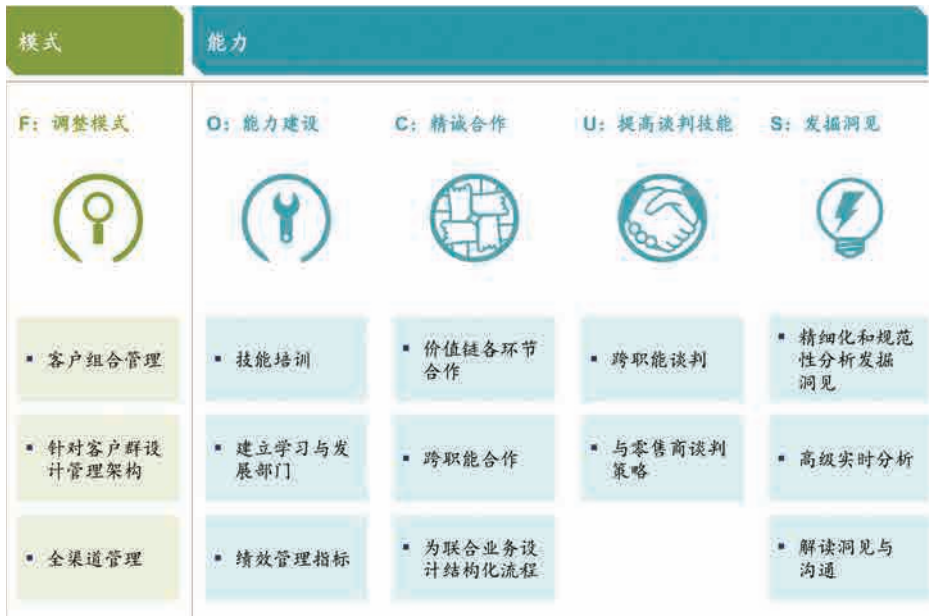 模式
能力
F：调整模式
O：能力建设
C：精诚合作
U：提高谈判技能
S：发掘洞见
▪ 客户组合管理
▪ 技能培训
▪ 价值链各环节
合作
▪ 跨职能谈判
▪ 精细化和规范
性分析发掘
洞见
▪ 针对客户群设
计管理架构
▪ 建立学习与发
展部门
▪ 跨职能合作
▪ 与零售商谈判
策略
▪ 高级实时分析
▪ 全渠道管理
▪ 绩效管理指标
▪ 为联合业务设
计结构化流程
▪ 解读洞见与
沟通